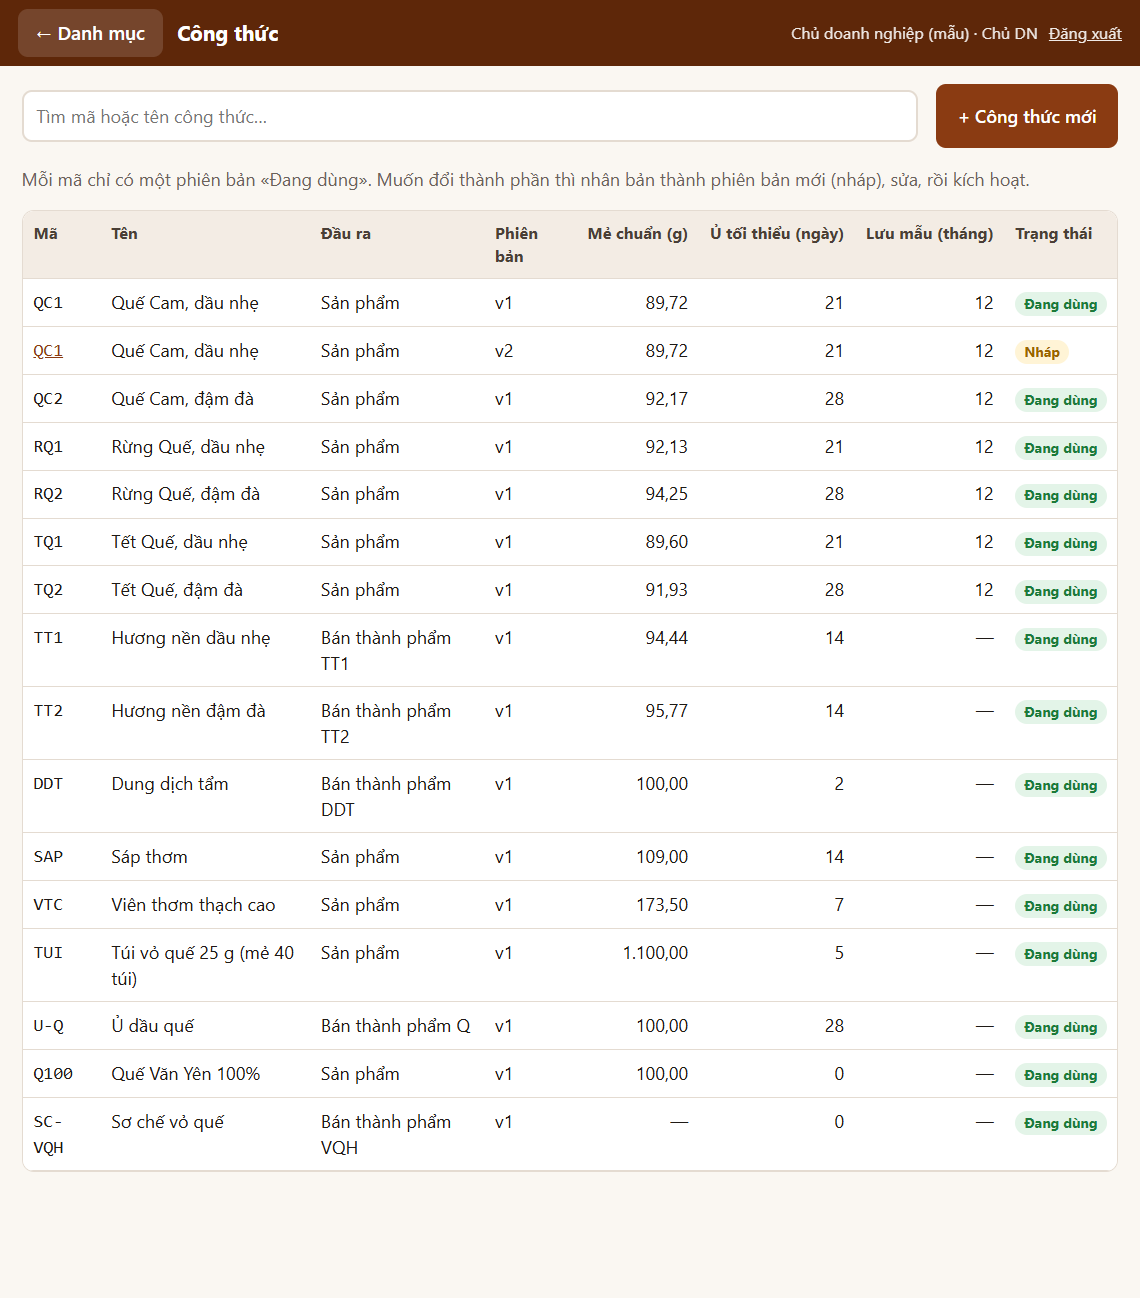 ← Danh mục Công thức Chủ doanh nghiệp (mẫu) · Chủ DN Đăng xuất
Tìm mã hoặc tên công thức... + Công thức mới
Mỗi mã chỉ có một phiên bản «Đang dùng». Muốn đổi thành phần thì nhân bản thành phiên bản mới (nháp), sửa, rồi kích hoạt.
Mã Tên Đầu ra Phiên bản Mẻ chuẩn (g) Ủ tối thiểu (ngày) Lưu mẫu (tháng) Trạng thái
QC1 Quế Cam, dầu nhẹ Sản phẩm v1 89,72 21 12 Đang dùng
QC1 Quế Cam, dầu nhẹ Sản phẩm v2 89,72 21 12 Nháp
QC2 Quế Cam, đậm đà Sản phẩm v1 92,17 28 12 Đang dùng
RQ1 Rừng Quế, dầu nhẹ Sản phẩm v1 92,13 21 12 Đang dùng
RQ2 Rừng Quế, đậm đà Sản phẩm v1 94,25 28 12 Đang dùng
TQ1 Tết Quế, dầu nhẹ Sản phẩm v1 89,60 21 12 Đang dùng
TQ2 Tết Quế, đậm đà Sản phẩm v1 91,93 28 12 Đang dùng
TT1 Hương nền dầu nhẹ Bán thành phẩm TT1 v1 94,44 14 — Đang dùng
TT2 Hương nền đậm đà Bán thành phẩm TT2 v1 95,77 14 — Đang dùng
DDT Dung dịch tẩm Bán thành phẩm DDT v1 100,00 2 — Đang dùng
SAP Sáp thơm Sản phẩm v1 109,00 14 — Đang dùng
VTC Viên thơm thạch cao Sản phẩm v1 173,50 7 — Đang dùng
TUI Túi vỏ quế 25 g (mẻ 40 túi) Sản phẩm v1 1.100,00 5 — Đang dùng
U-Q Ủ dầu quế Bán thành phẩm Q v1 100,00 28 — Đang dùng
Q100 Quế Văn Yên 100% Sản phẩm v1 100,00 0 — Đang dùng
SC-VQH Sơ chế vỏ quế Bán thành phẩm VQH v1 — 0 — Đang dùng